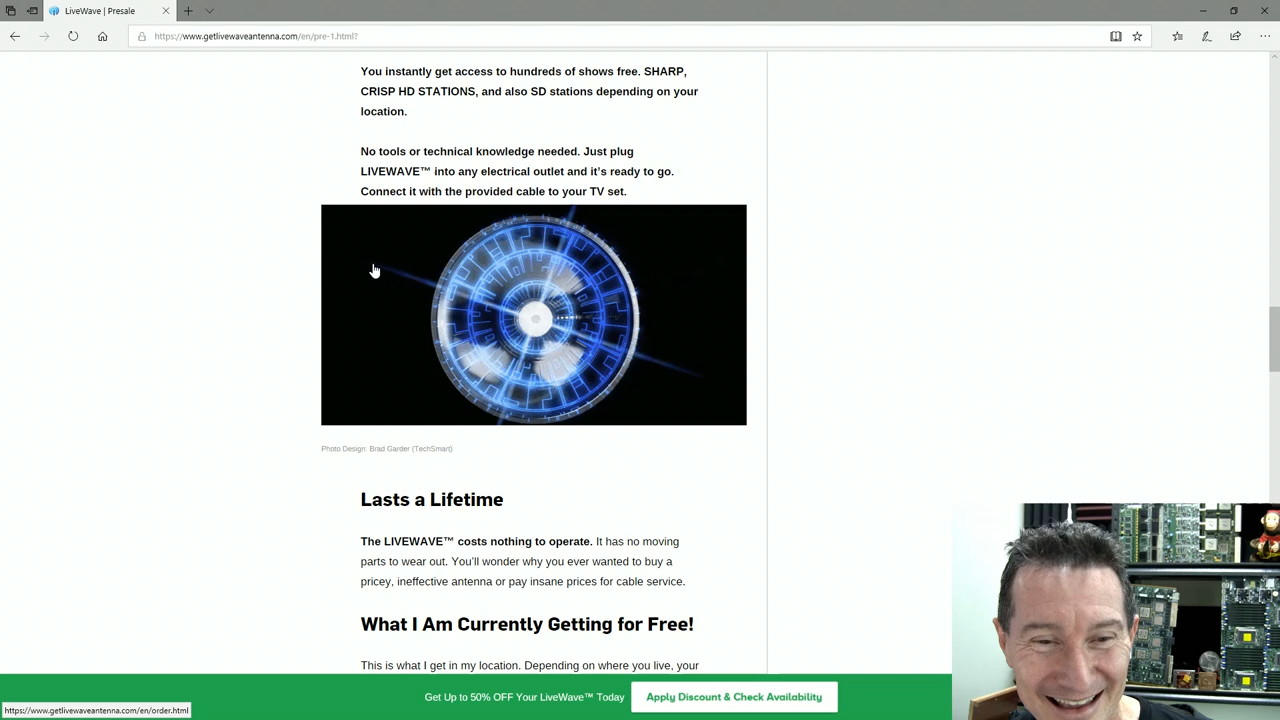 LiveWave | Presale
https://www.getlivewaveantenna.com/en/pre-1.html?
You instantly get access to hundreds of shows free. SHARP,
CRISP HD STATIONS, and also SD stations depending on your
location.
No tools or technical knowledge needed. Just plug
LIVEWAVE™ into any electrical outlet and it’s ready to go.
Connect it with the provided cable to your TV set.
Photo Design: Brad Garder (TechSmart)
Lasts a Lifetime
The LIVEWAVE™ costs nothing to operate. It has no moving
parts to wear out. You’ll wonder why you ever wanted to buy a
pricey, ineffective antenna or pay insane prices for cable service.
What I Am Currently Getting for Free!
This is what I get in my location. Depending on where you live, your
Get Up to 50% OFF Your LiveWave™ Today
Apply Discount & Check Availability
https://www.getlivewaveantenna.com/en/order.html